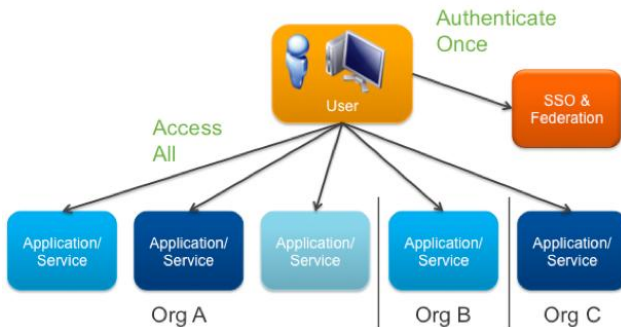 Authenticate
Once
User
SSO &
Federation
Access
All
Application/
Service
Application/
Service
Application/
Service
Application/
Service
Application/
Service
Org A
Org B
Org C